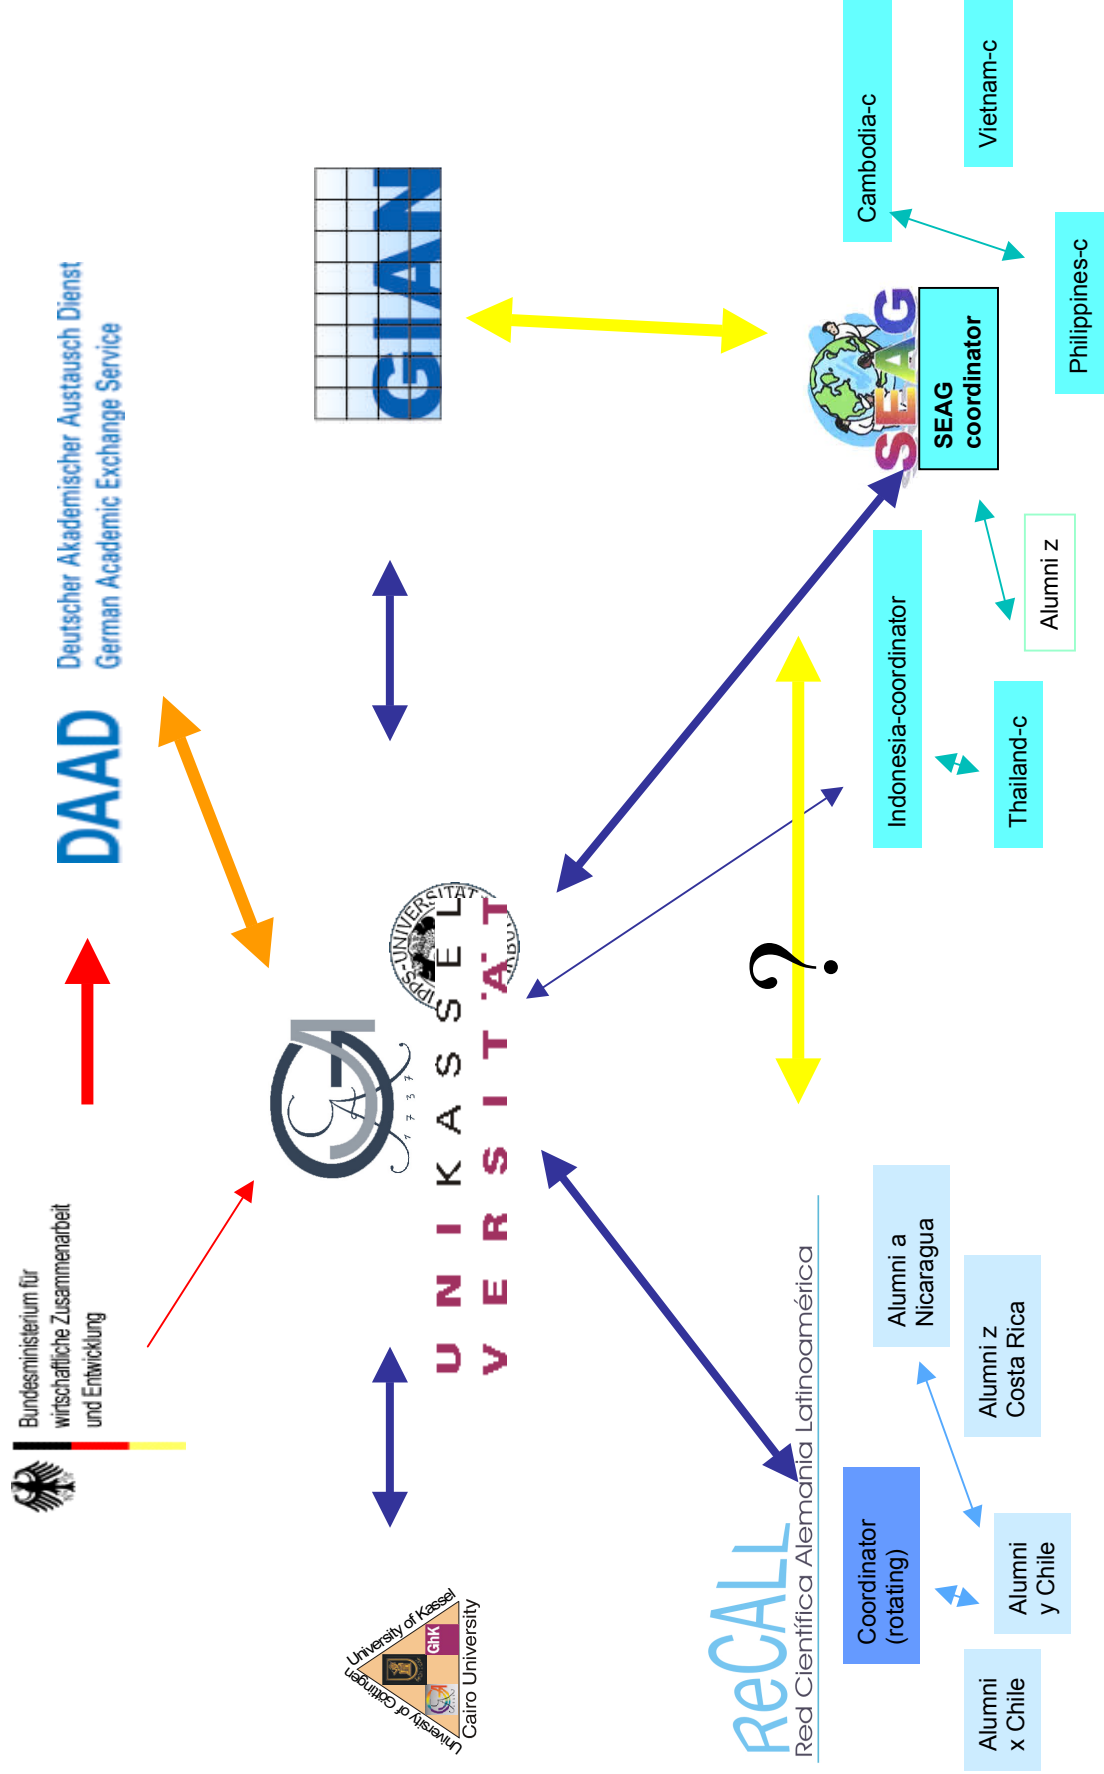 Bundesministerium für
wirtschaftliche Zusammenarbeit
und Entwicklung
DAAD
Deutscher Akademischer Austausch Dienst
German Academic Exchange Service
University of Göttingen
University of Kassel
GhK
Cairo University
1737
UNIKASSEL
VERSITÄT
GIAN
?
ReCALL
Red Científica Alemania Latinoamérica
Coordinator
(rotating)
Alumni a
Nicaragua
Alumni
x Chile
Alumni
y Chile
Alumni z
Costa Rica
SEAG
SEAG
coordinator
Indonesia-coordinator
Thailand-c
Alumni z
Cambodia-c
Philippines-c
Vietnam-c